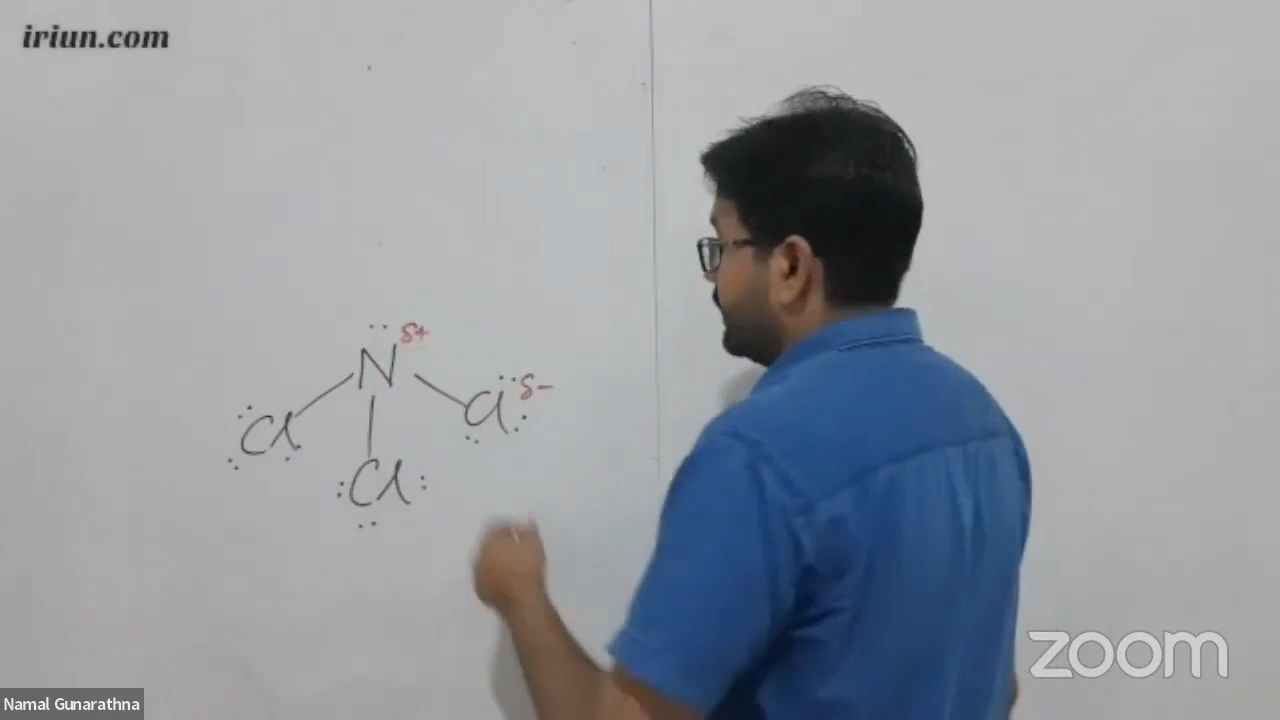 iriun.com
δ+
N
Cl
Cl
δ-
Cl
zoom
Namal Gunarathna